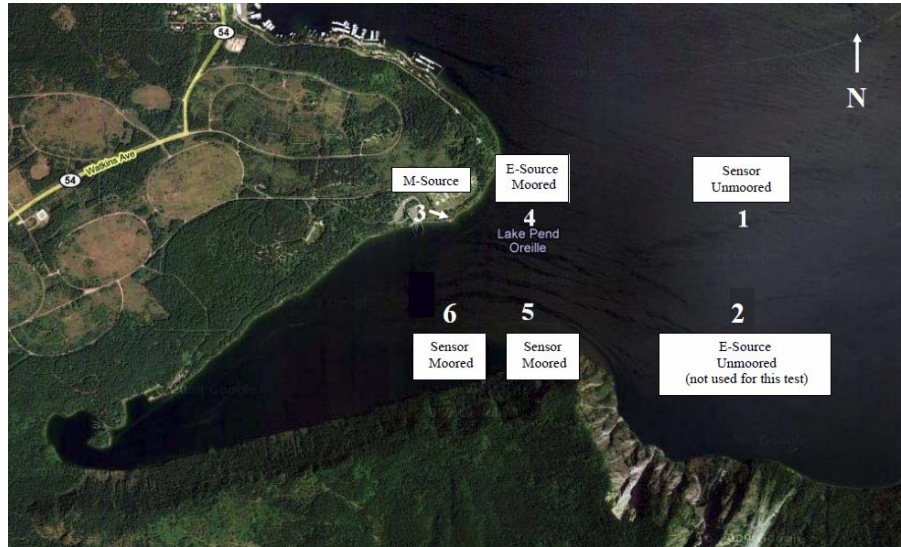 54
N
Sensor
Unmoored
E-Source
Moored
M-Source
Watkins Ave
54
3
4
1
Lake Pend
Oreille
6
5
2
Sensor
Moored
Sensor
Moored
E-Source
Unmoored
(not used for this test)